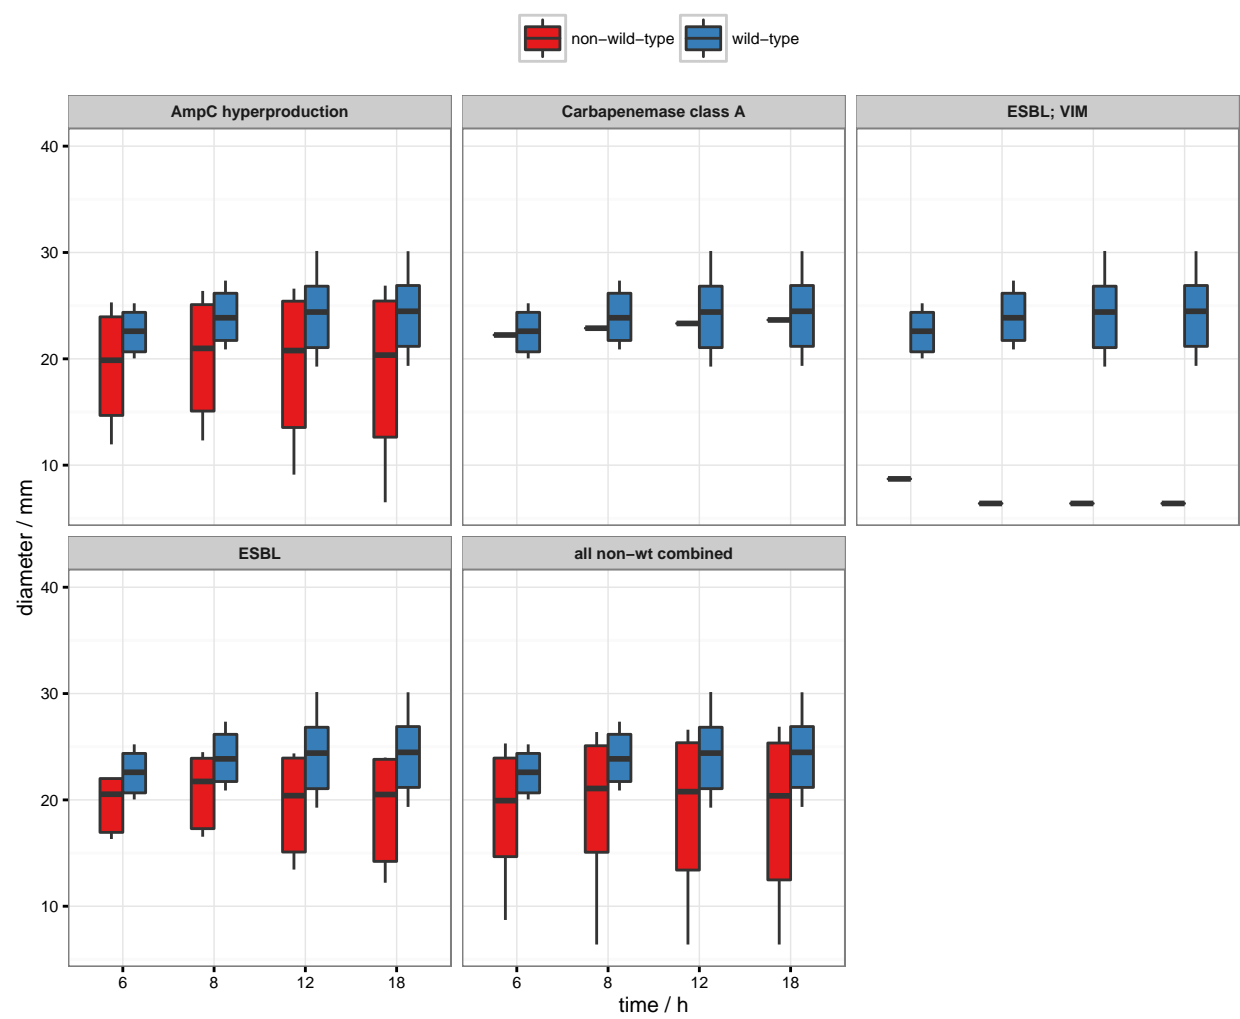 non−wild−type wild−type
AmpC hyperproduction Carbapenemase class A ESBL; VIM
40
30
20
10
ESBL all non−wt combined
40
30
20
10
diameter / mm
6 8 12 18 6 8 12 18
time / h